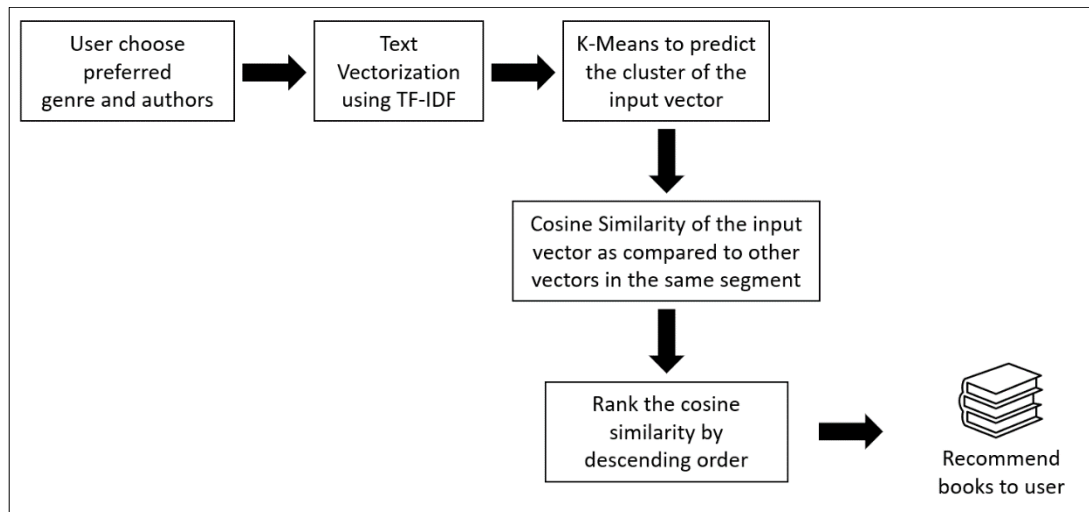 User choose
preferred
genre and authors
Text
Vectorization
using TF-IDF
K-Means to predict
the cluster of the
input vector
Cosine Similarity of the input
vector as compared to other
vectors in the same segment
Rank the cosine
similarity by
descending order
Recommend
books to user